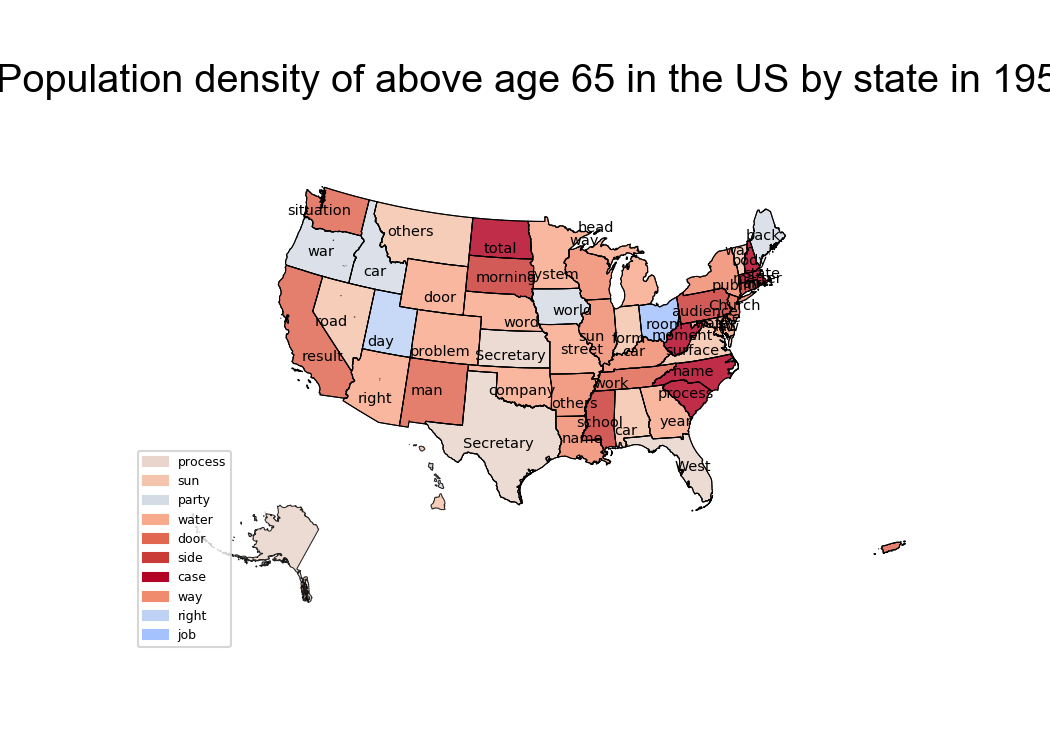 Population density of above age 65 in the US by state in 195
situation
others
head
way
war
total
back
body
car
morning
system
state
public
door
world
Church
road
word
audience
room
sun
moment
day
result
problem
Secretary
street
form
car
surface
right
man
company
work
name
others
process
school
car
year
Secretary
name
West
process
sun
party
water
door
side
case
way
right
job